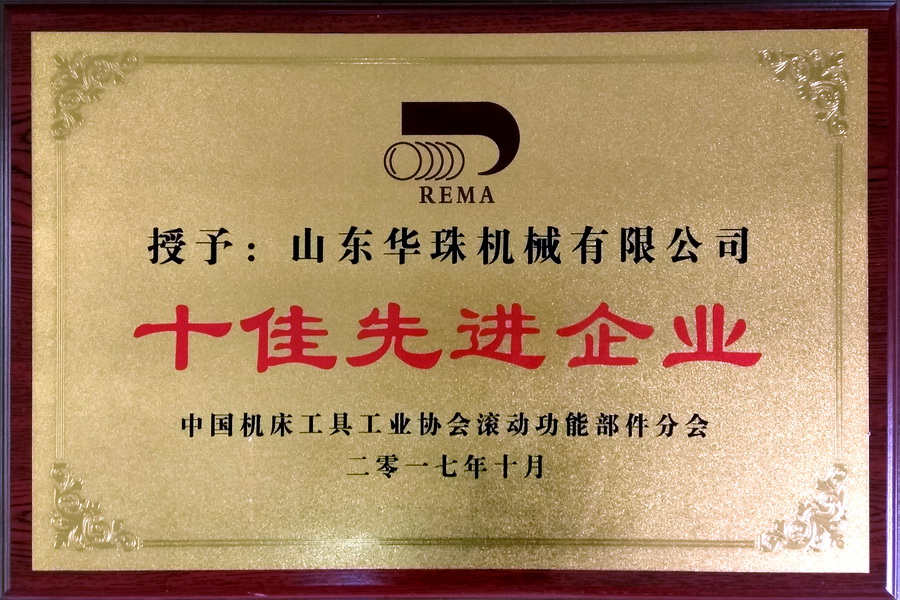 REMA
授予：山东华珠机械有限公司
十佳先进企业
中国机床工具工业协会滚动功能部件分会
二零一七年十月